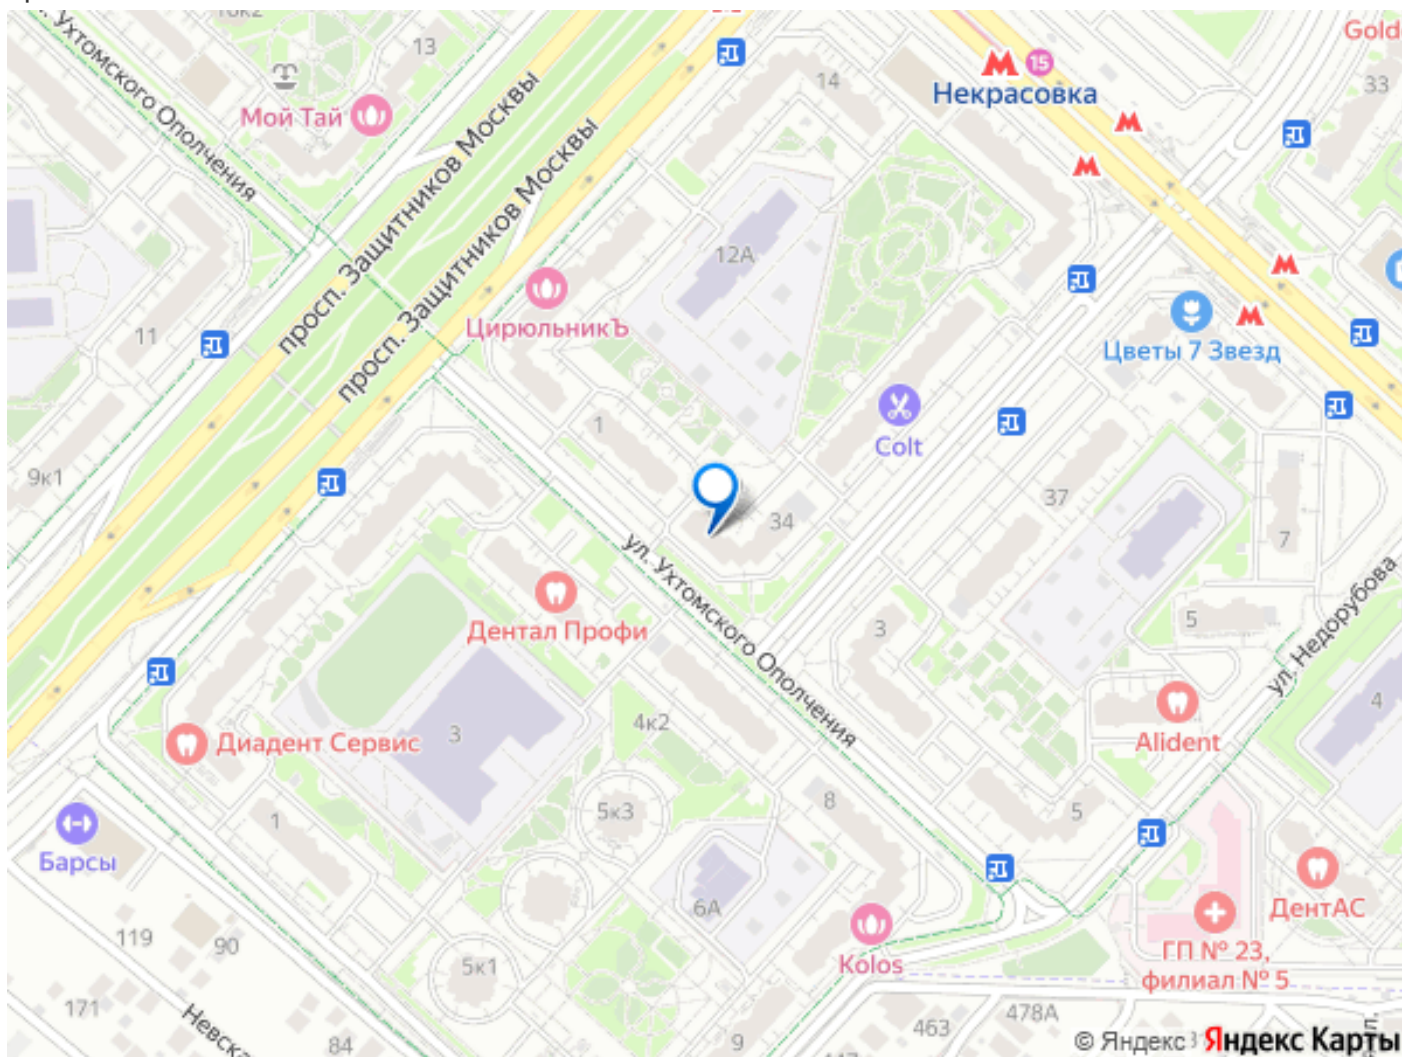 ул. Ухтомского Ополчения
13
Мой Тай
просп. Защитников Москвы
просп. Защитников Москвы
14
15
Некрасовка
33
12А
ЦирюльникЪ
11
Цветы 7 Звезд
1
Colt
9к1
37
34
7
ул. Ухтомского Ополчения
Дентал Профи
3
5
ул. Недорубова
4к2
4
Диадент Сервис
3
Alident
5к3
8
5
1
Барсы
6А
ДентАС
119
90
5к1
Kolos
ГП № 23,
филиал № 5
171
84
9
463
478А
© Яндекс
Яндекс Карты